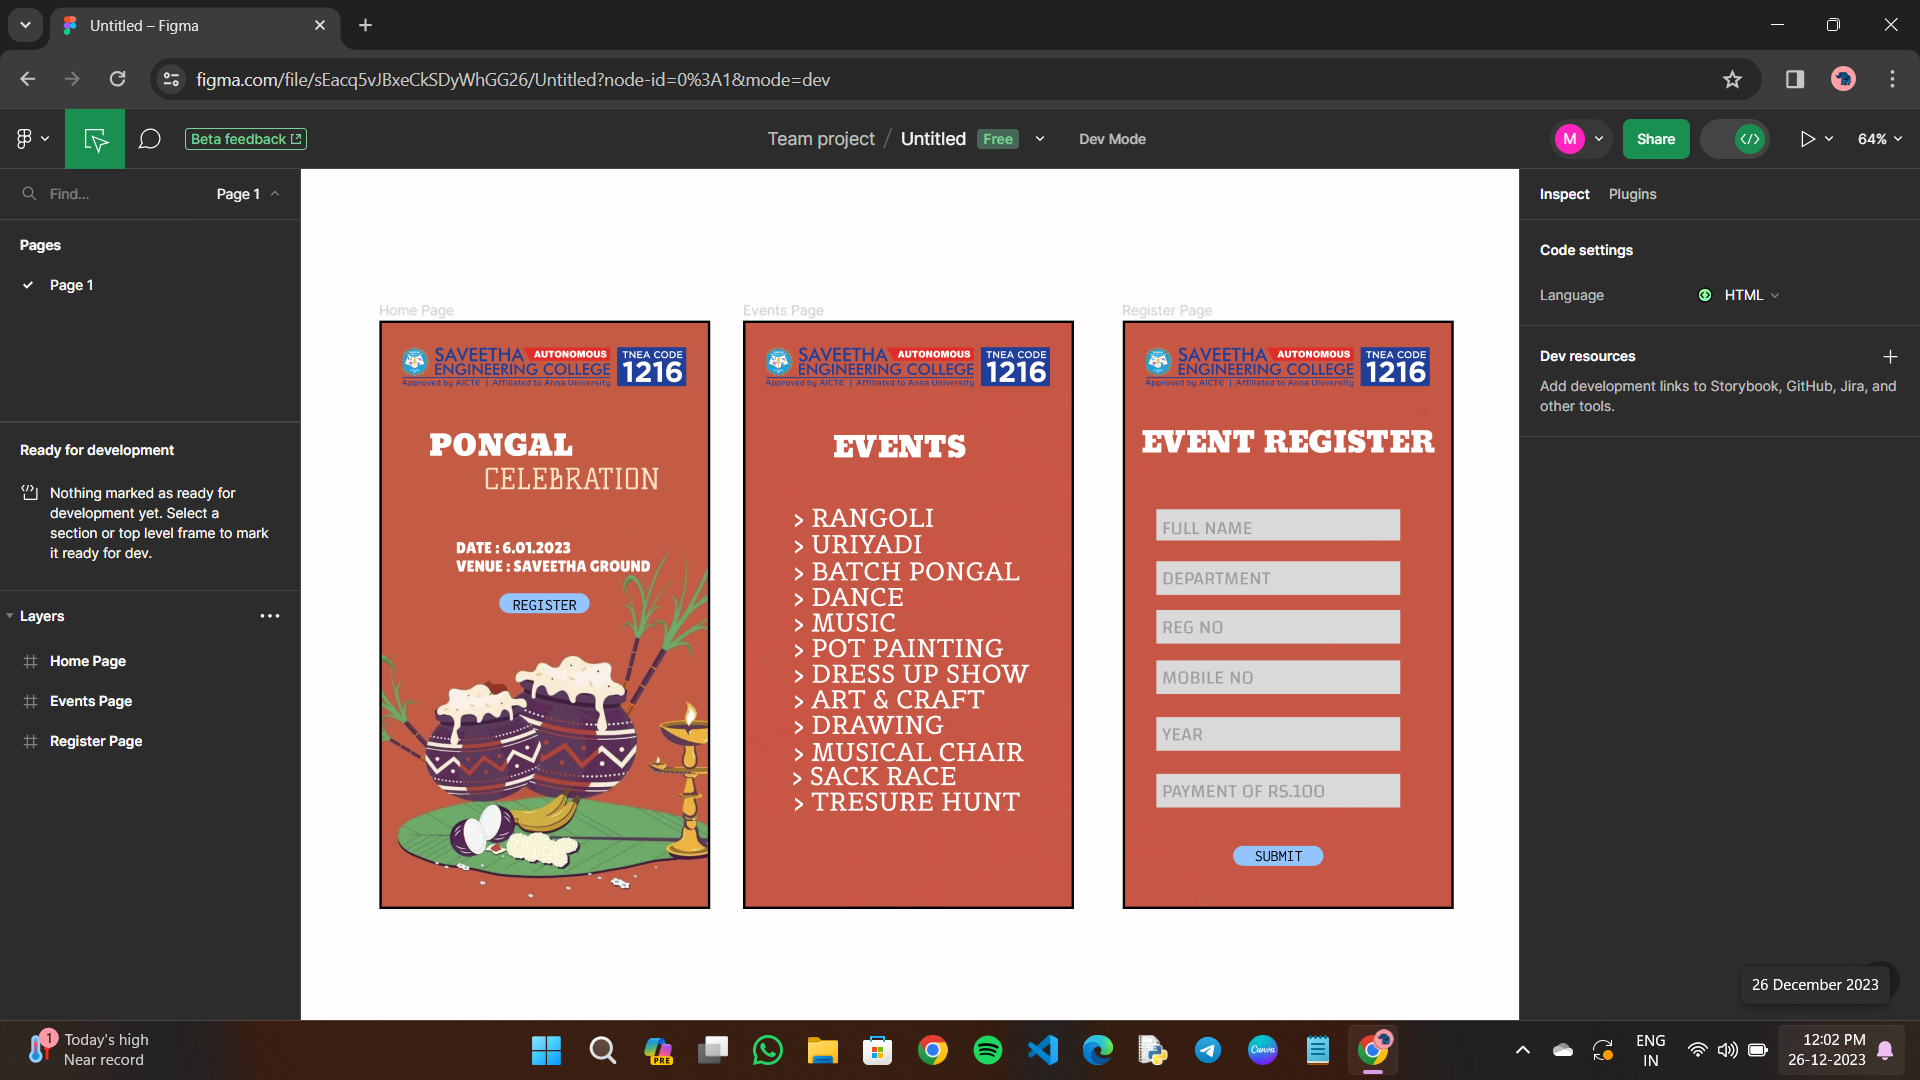 Untitled – Figma
figma.com/file/sEacq5vJBxeCkSDyWhGG26/Untitled?node-id=0%3A1&mode=dev
Beta feedback
Team project / Untitled
Free
Dev Mode
M
Share
64%
Find...
Page 1
Pages
Page 1
Ready for development
Nothing marked as ready for
development yet. Select a
section or top level frame to mark
it ready for dev.
Layers
Home Page
Events Page
Register Page
Home Page
SAVEETHA AUTONOMOUS
ENGINEERING COLLEGE
Approved by AICTE | Affiliated to Anna University
TNEA CODE
1216
PONGAL
CELEBRATION
DATE : 6.01.2023
VENUE : SAVEETHA GROUND
REGISTER
Events Page
SAVEETHA AUTONOMOUS
ENGINEERING COLLEGE
Approved by AICTE | Affiliated to Anna University
TNEA CODE
1216
EVENTS
> RANGOLI
> URIYADI
> BATCH PONGAL
> DANCE
> MUSIC
> POT PAINTING
> DRESS UP SHOW
> ART & CRAFT
> DRAWING
> MUSICAL CHAIR
> SACK RACE
> TRESURE HUNT
Register Page
SAVEETHA AUTONOMOUS
ENGINEERING COLLEGE
Approved by AICTE | Affiliated to Anna University
TNEA CODE
1216
EVENT REGISTER
FULL NAME
DEPARTMENT
REG NO
MOBILE NO
YEAR
PAYMENT OF RS.100
SUBMIT
Inspect
Plugins
Code settings
Language
HTML
Dev resources
Add development links to Storybook, GitHub, Jira, and
other tools.
26 December 2023
1
Today's high
Near record
PRE
Canva
ENG
IN
12:02 PM
26-12-2023